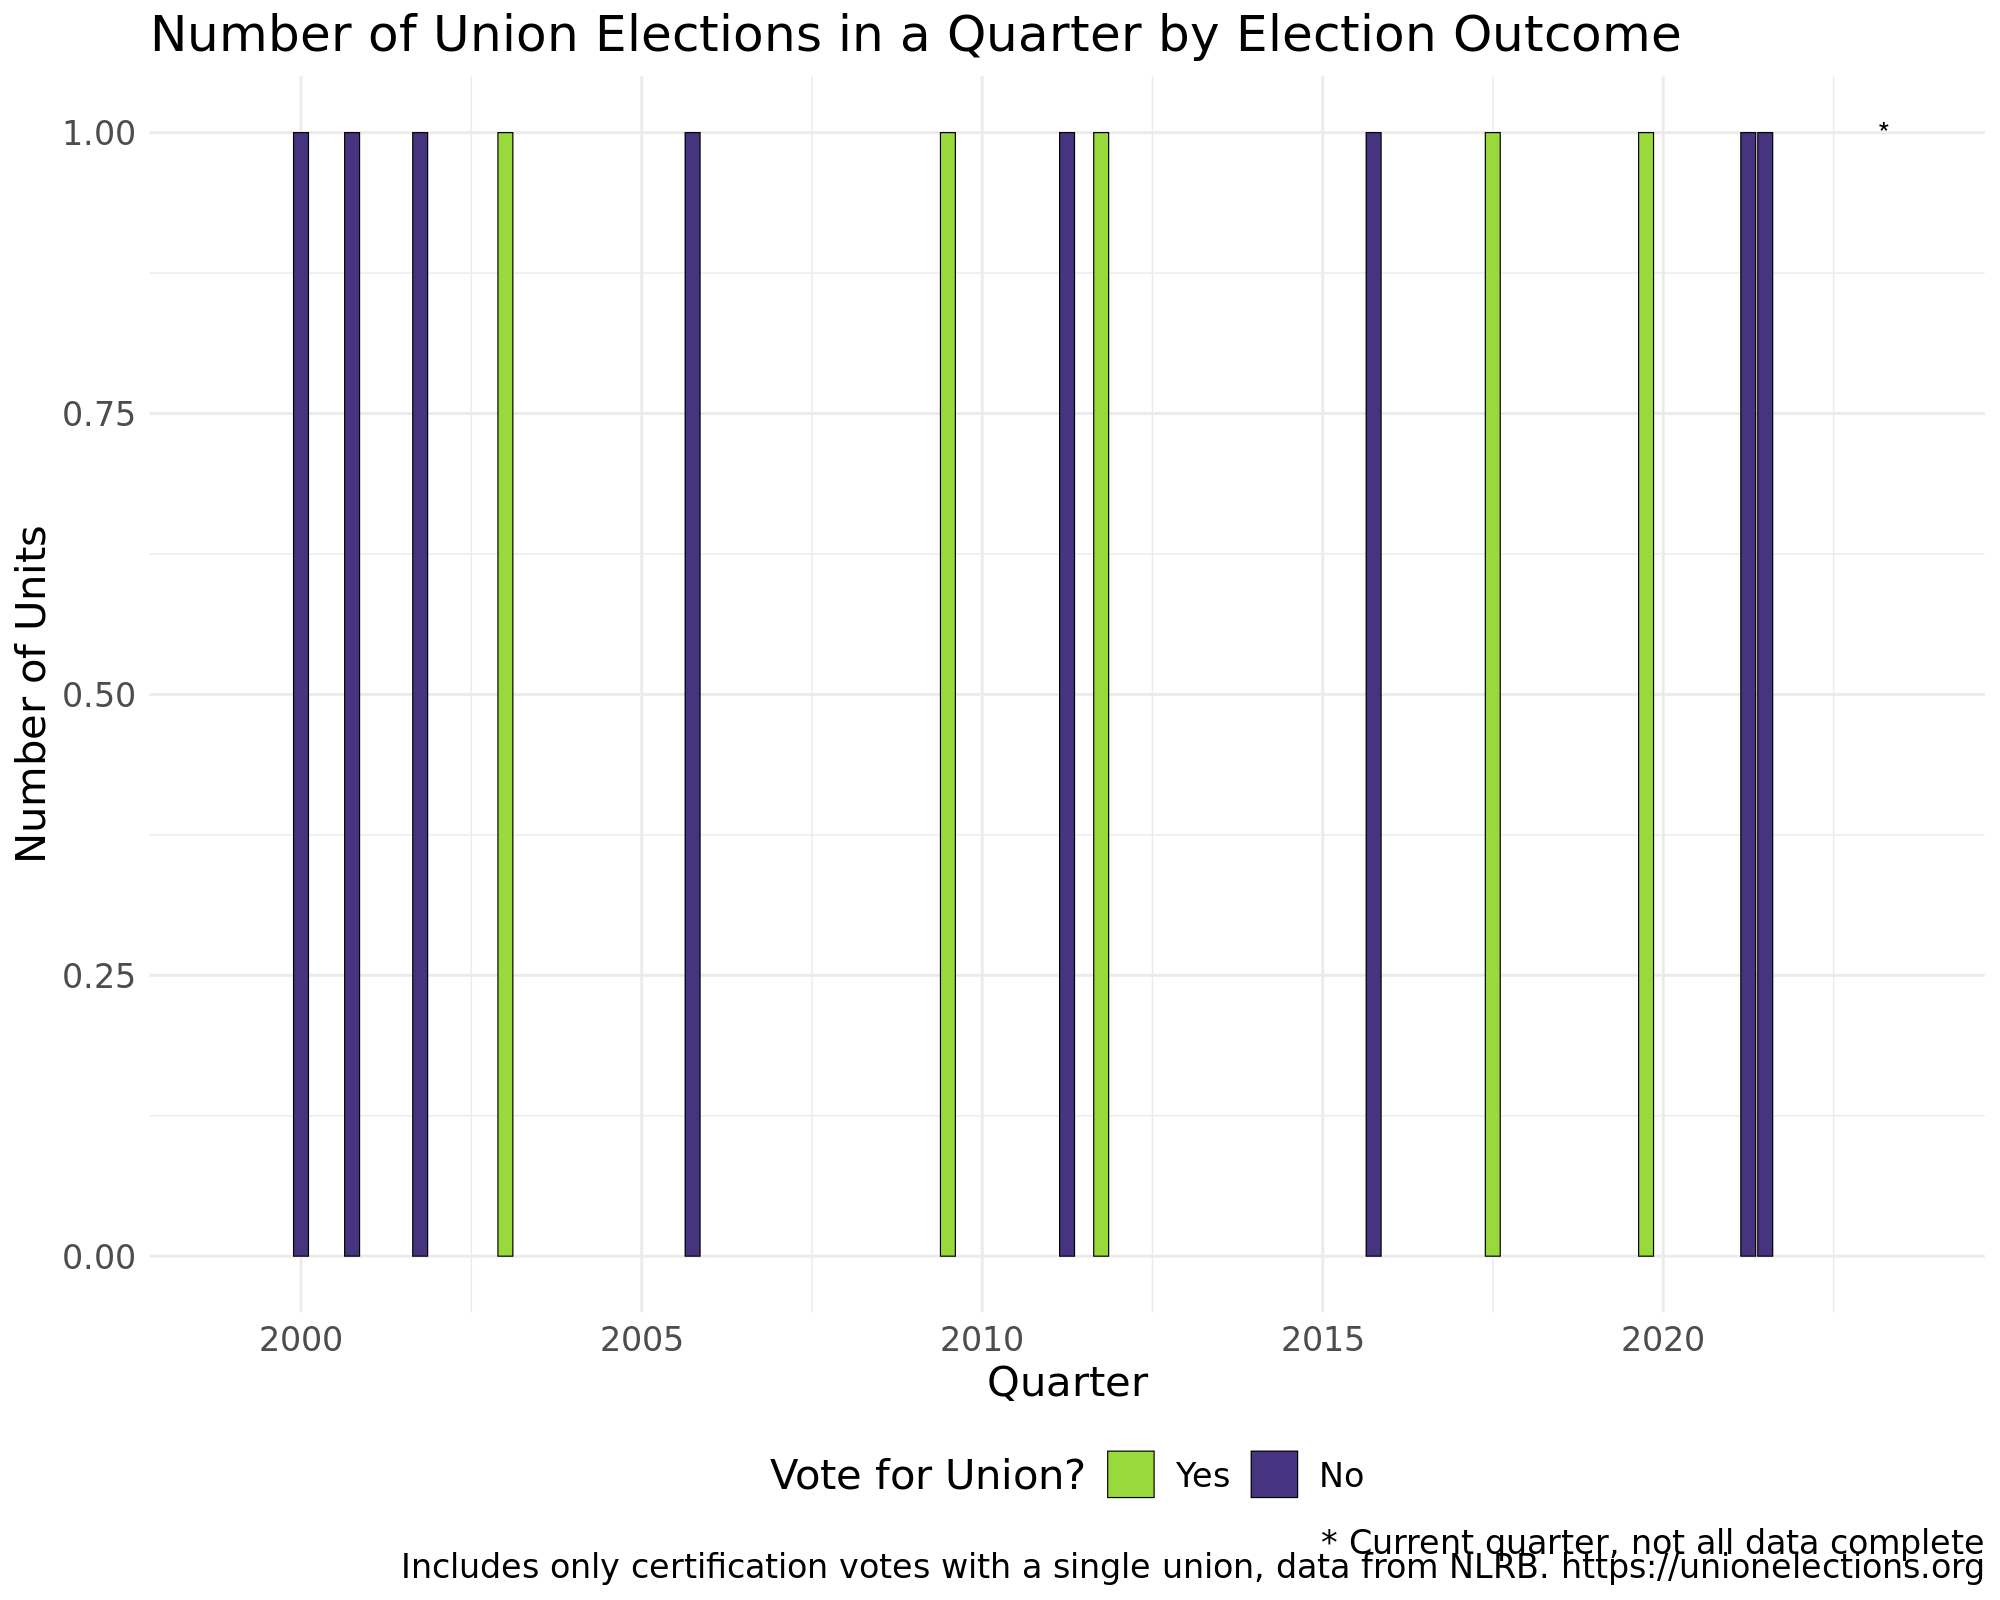 Number of Union Elections in a Quarter by Election Outcome
1.00
*
0.75
0.50
0.25
0.00
Number of Units
2000 2005 2010 2015 2020
Quarter
Vote for Union? Yes No
* Current quarter, not all data complete
Includes only certification votes with a single union, data from NLRB. https://unionelections.org